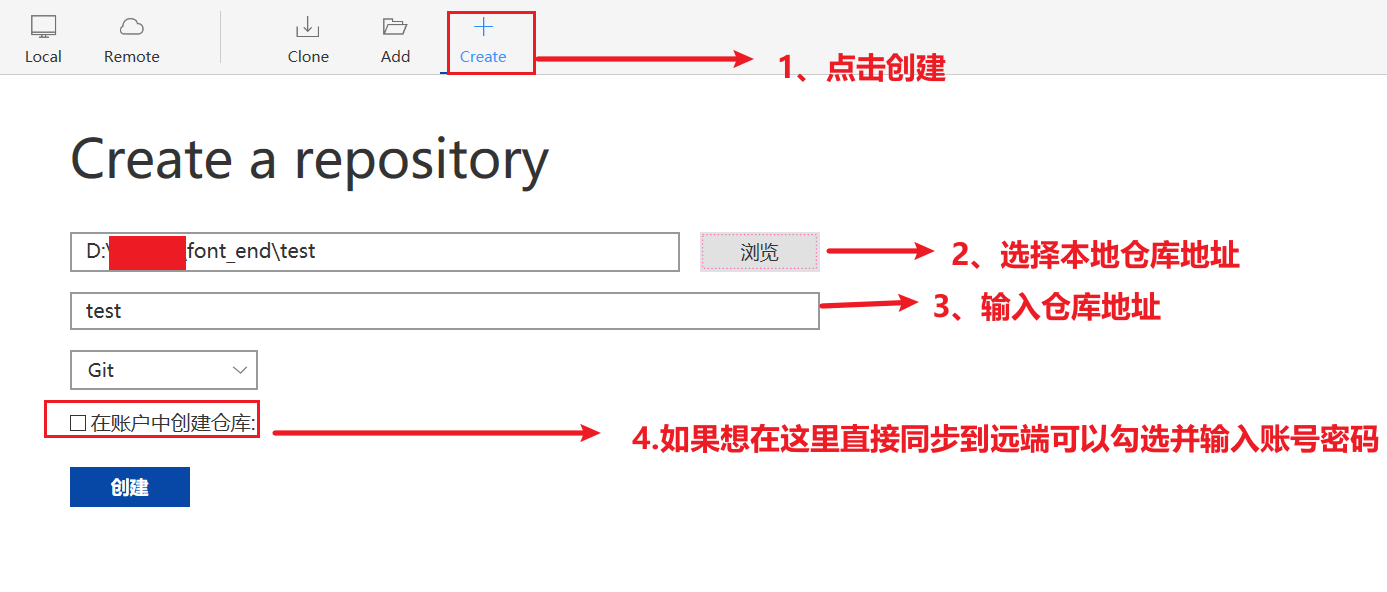 Local Remote Clone Add Create
1、点击创建
Create a repository
D:\ _font_end\test 浏览 2、选择本地仓库地址
test 3、输入仓库地址
Git
在账户中创建仓库: 4.如果想在这里直接同步到远端可以勾选并输入账号密码
创建